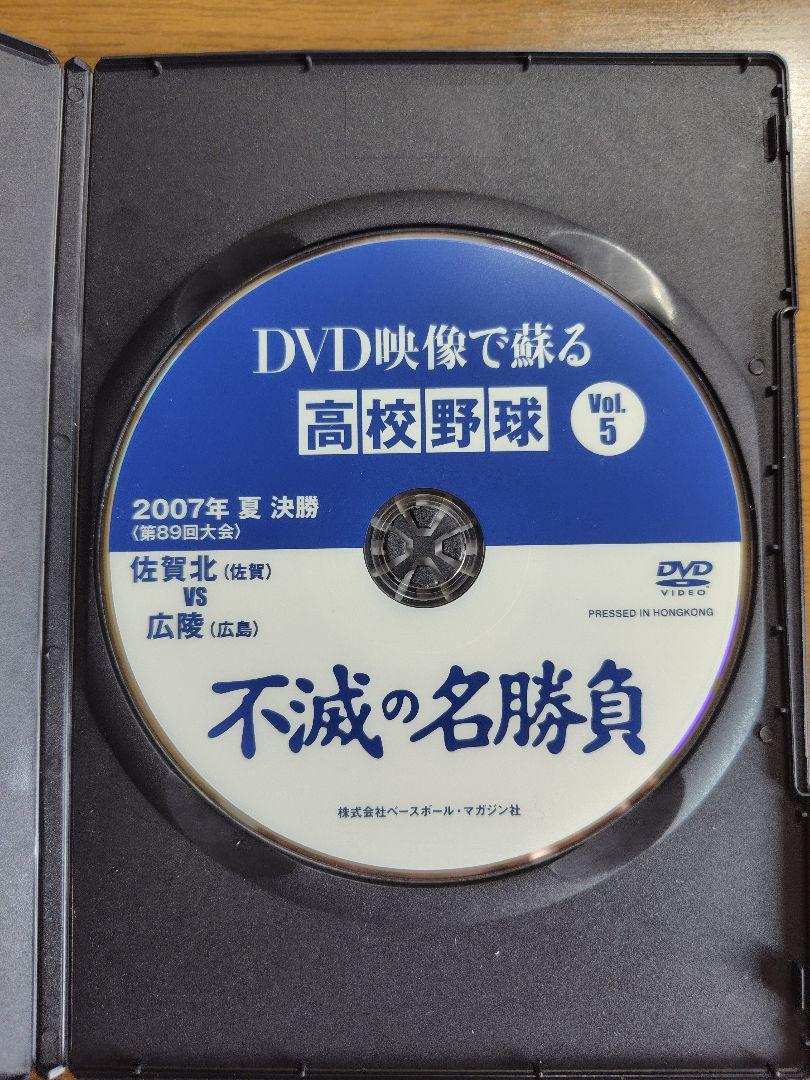 DVD映像で蘇る
高校野球 Vol. 5
2007年 夏 決勝
〈第89回大会〉
佐賀北(佐賀)
VS
広陵(広島)
DVD
VIDEO
PRESSED IN HONGKONG
不滅の名勝負
株式会社ベースボール・マガジン社